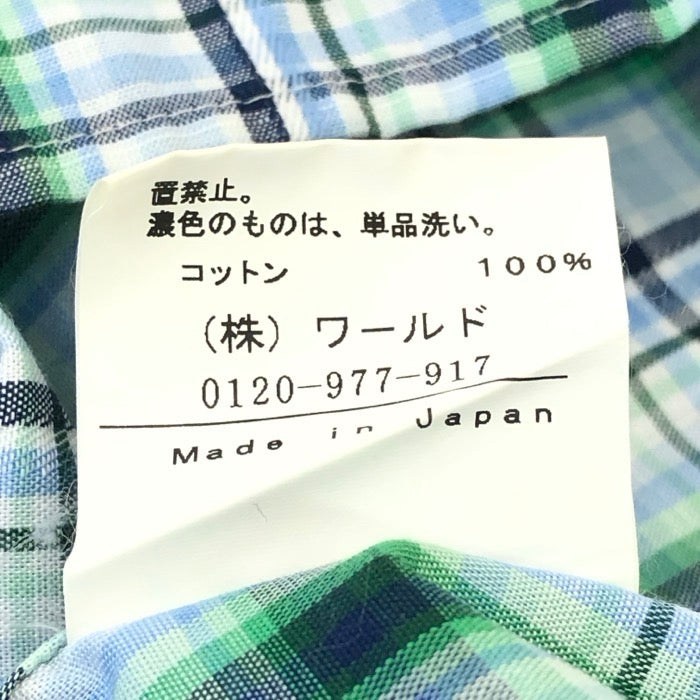 置禁止。
濃色のものは、単品洗い。
コットン 100%
(株) ワールド
0120-977-917
Made in Japan